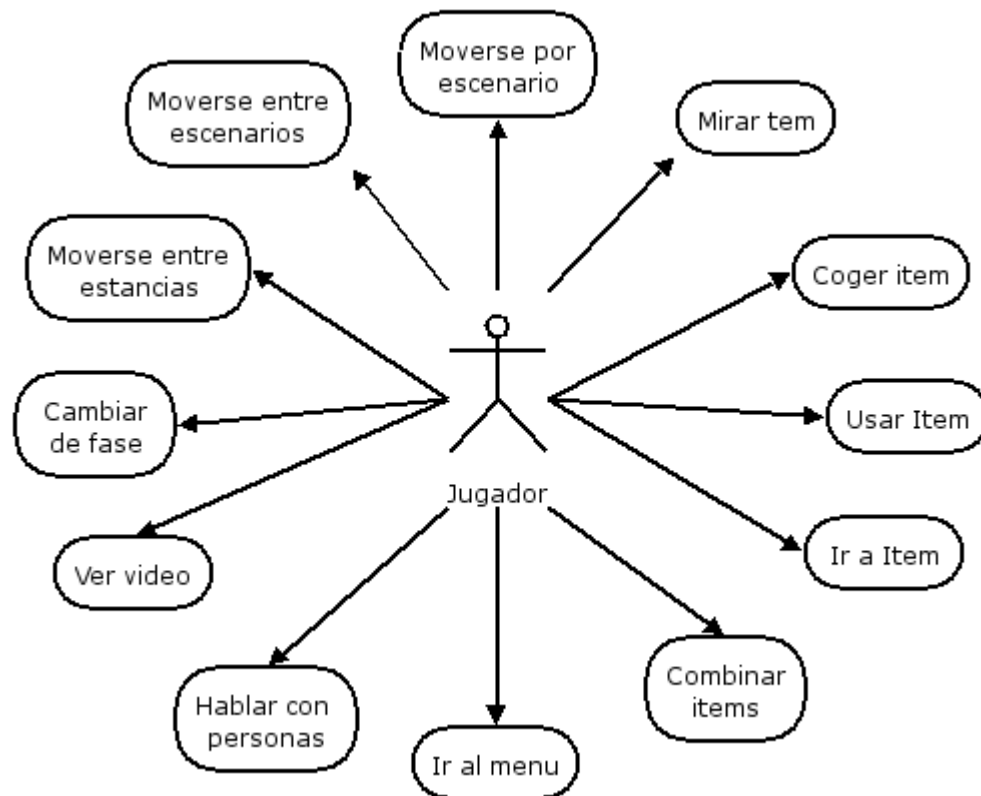 Moverse por
escenario
Moverse entre
escenarios
Mirar tem
Moverse entre
estancias
Coger item
Cambiar
de fase
Usar Item
Jugador
Ver video
Ir a Item
Hablar con
personas
Combinar
items
Ir al menu